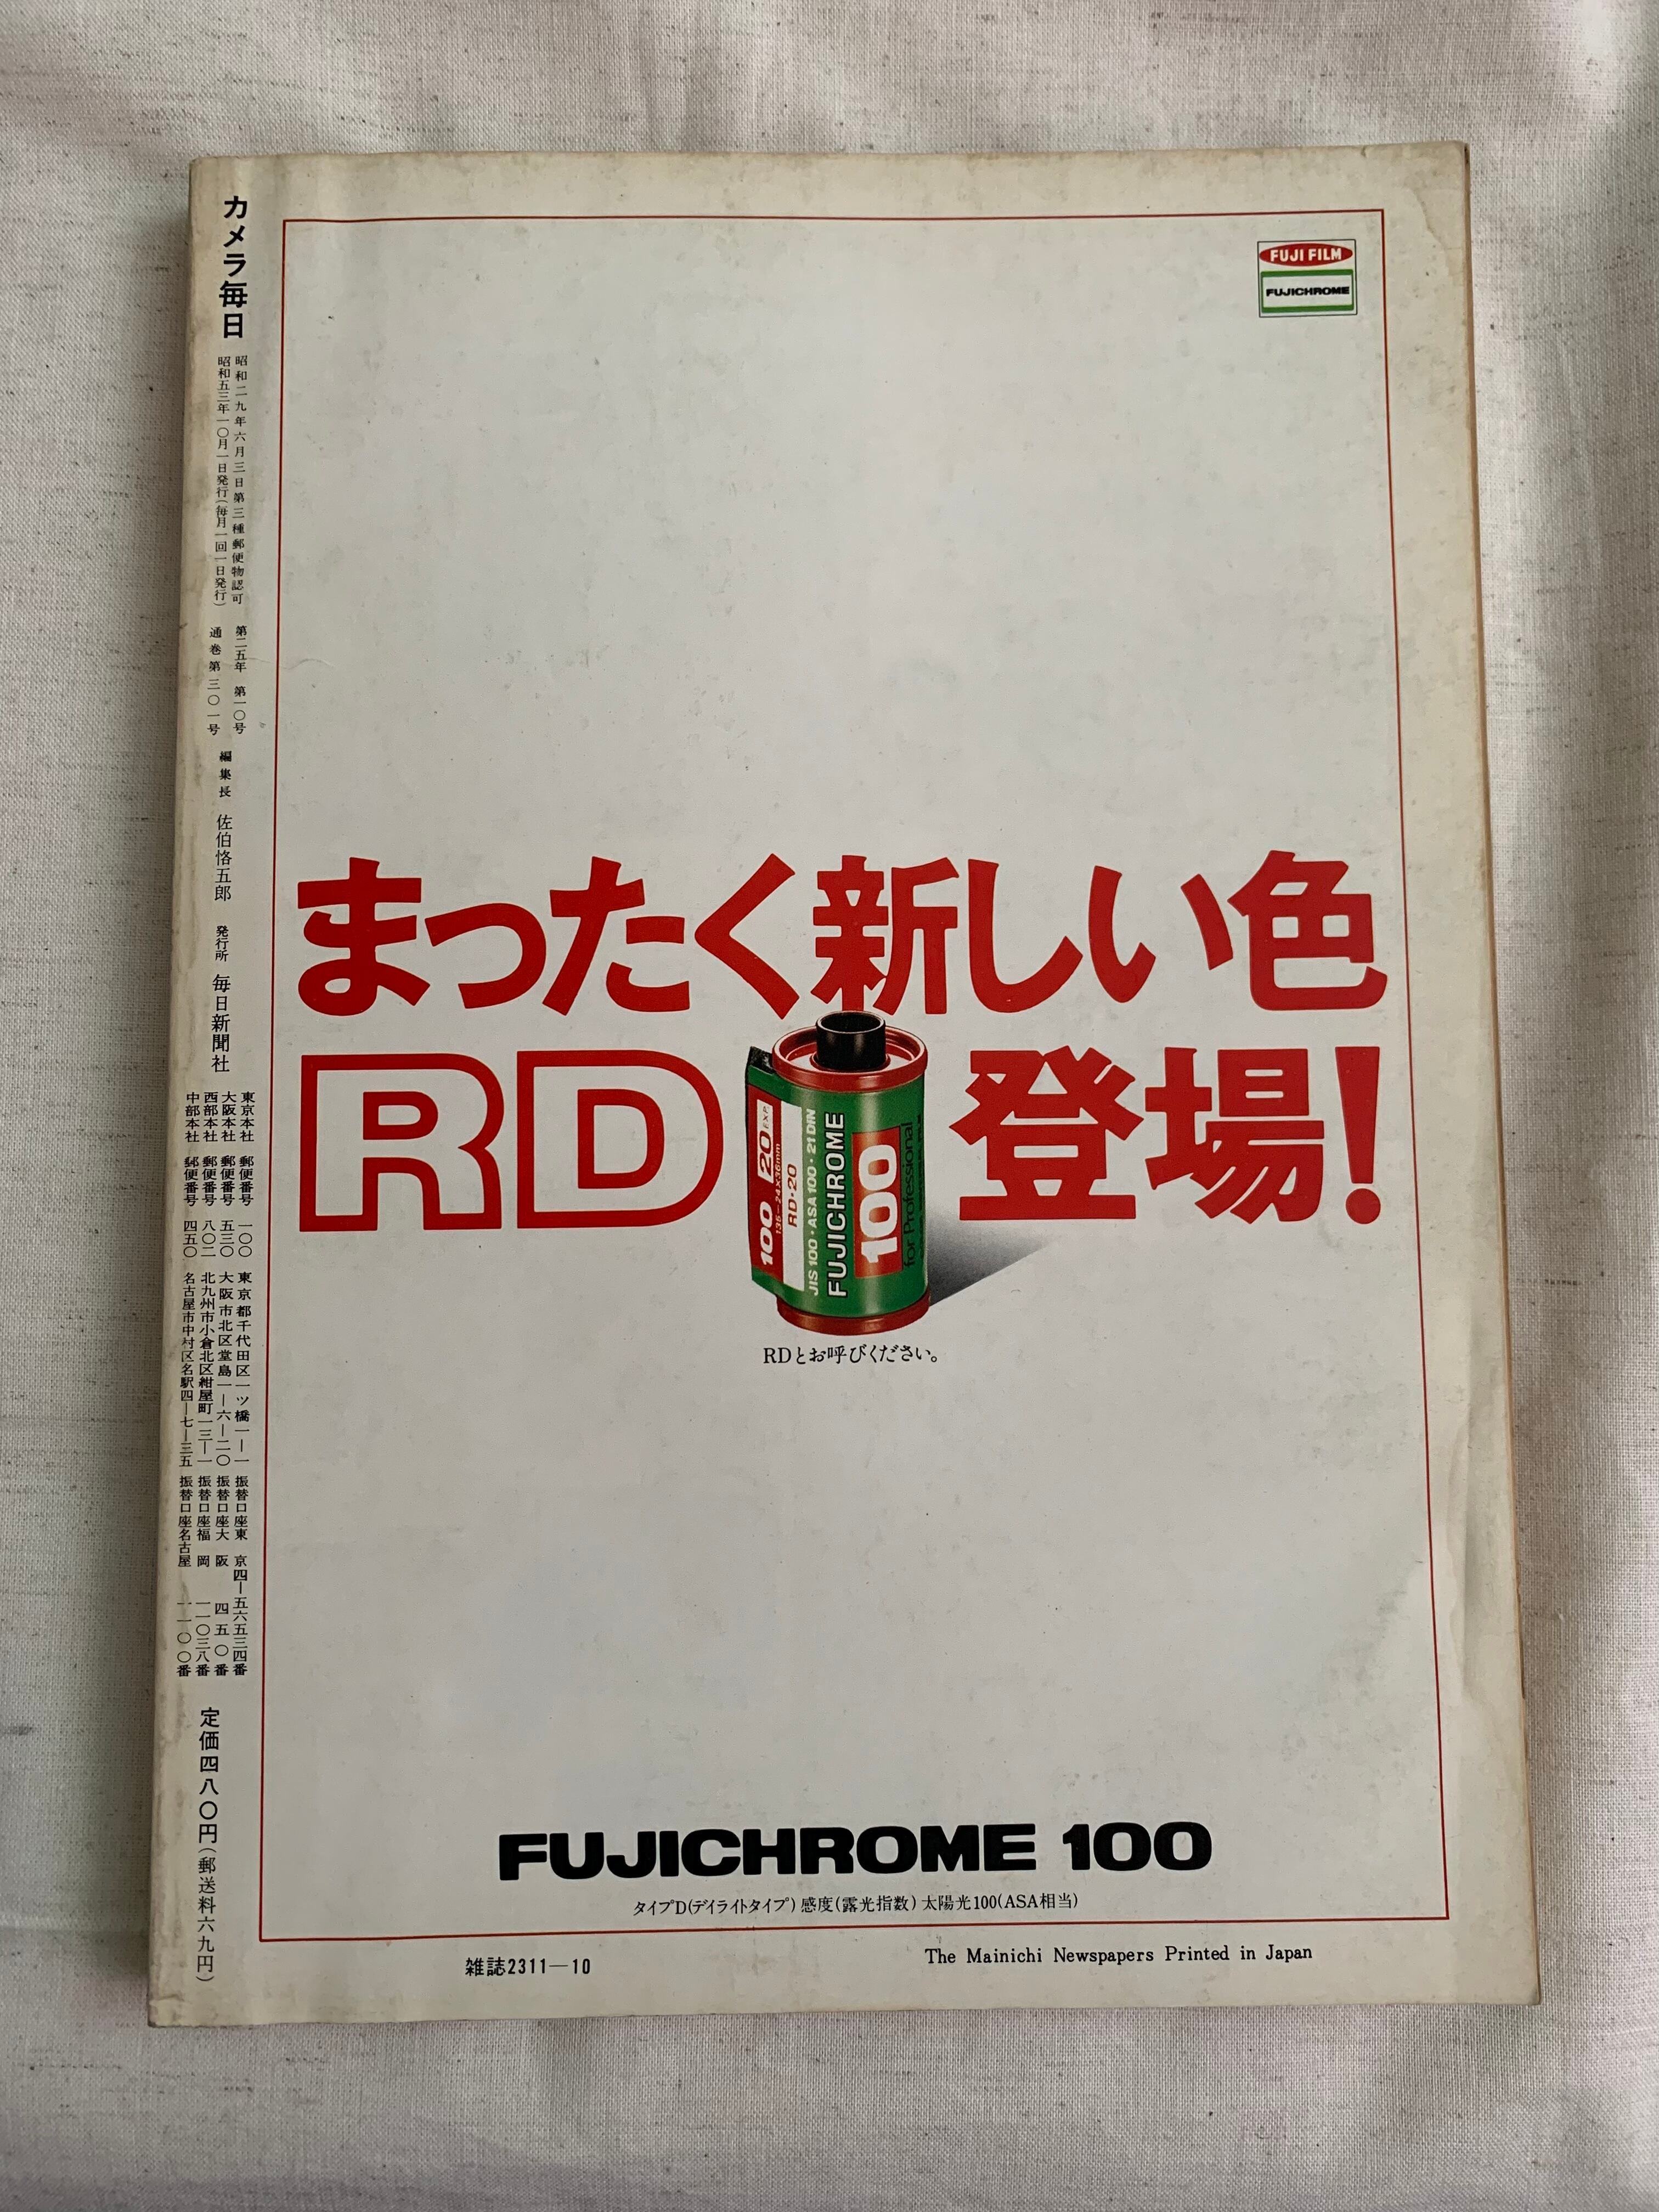 カメラ毎日
昭和二九年六月三日第三種郵便物認可
昭和五三年一〇月一日発行(毎月一回一日発行)
第二五年 第一〇号
通巻第三〇一号
編集長 佐伯恪五郎
発行所 毎日新聞社
東京本社 郵便番号 一〇〇 東京都千代田区一ツ橋一—一 振替口座東京四—五六五三四番
大阪本社 郵便番号 五三〇 大阪市北区堂島一—六—二〇 振替口座大阪 四五〇番
西部本社 郵便番号 八〇二 北九州市小倉北区紺屋町一三—一 振替口座福岡 一一〇三八番
中部本社 郵便番号 四五〇 名古屋市中村区名駅四—七—三五 振替口座名古屋 一一〇〇番
定価四八〇円(郵送料六九円)
FUJI FILM
FUJICHROME
まったく新しい色
RD 登場!
100 20 EXP.
135-24×36mm
RD・20
JIS 100・ASA 100・21 DIN
FUJICHROME
100
for Professional
RDとお呼びください。
FUJICHROME 100
タイプD(デイライトタイプ) 感度(露光指数) 太陽光100(ASA相当)
雑誌2311—10
The Mainichi Newspapers Printed in Japan